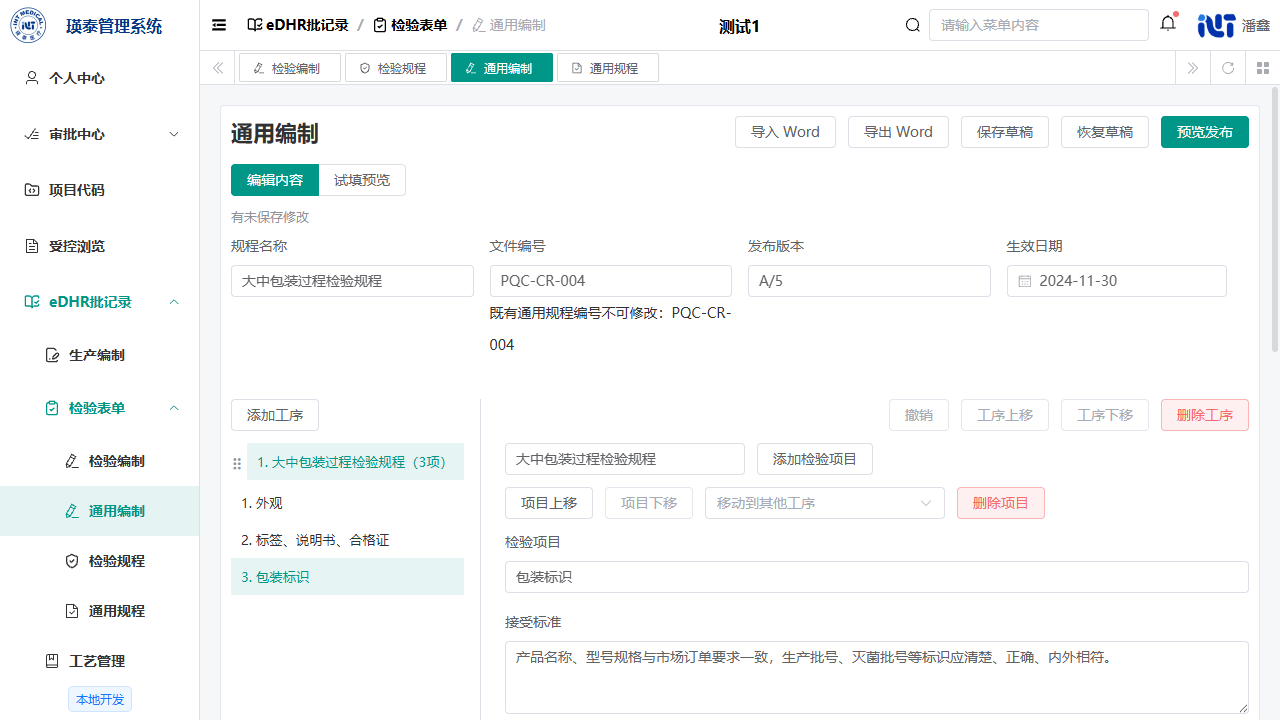 瑛泰管理系统
eDHR批记录 / 检验表单 / 通用编制
测试1
请输入菜单内容
潘鑫
检验编制
检验规程
通用编制
通用规程
个人中心
审批中心
项目代码
受控浏览
eDHR批记录
生产编制
检验表单
检验编制
通用编制
检验规程
通用规程
工艺管理
本地开发
通用编制
导入 Word
导出 Word
保存草稿
恢复草稿
预览发布
编辑内容
试填预览
有未保存修改
规程名称
文件编号
发布版本
生效日期
大中包装过程检验规程
PQC-CR-004
A/5
2024-11-30
既有通用规程编号不可修改：PQC-CR-
004
添加工序
撤销
工序上移
工序下移
删除工序
1. 大中包装过程检验规程（3项）
1. 外观
2. 标签、说明书、合格证
3. 包装标识
大中包装过程检验规程
添加检验项目
项目上移
项目下移
移动到其他工序
删除项目
检验项目
包装标识
接受标准
产品名称、型号规格与市场订单要求一致，生产批号、灭菌批号等标识应清楚、正确、内外相符。